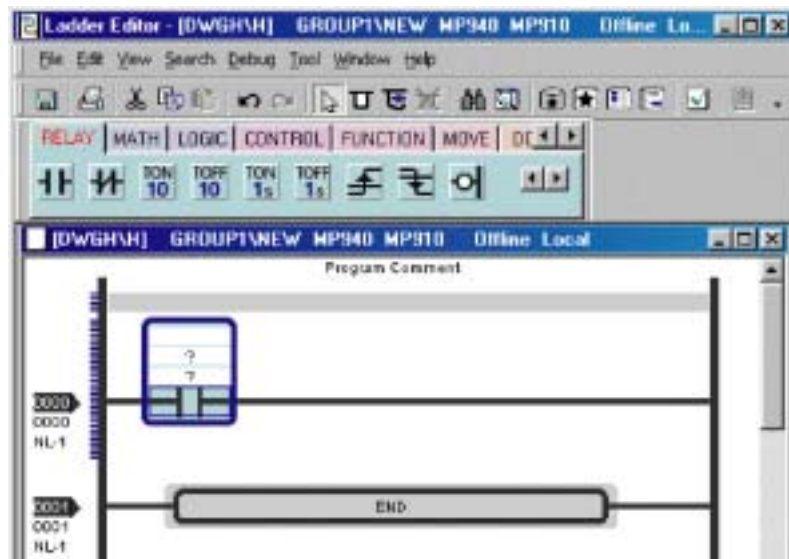 Ladder Editor - [DWGH\H] GROUP1\NEW MP940 MP910 Offline Lo...
File Edit View Search Debug Tool Window Help
RELAY MATH LOGIC CONTROL FUNCTION MOVE
TON 10 TOFF 10 TON 1s TOFF 1s
[DWGH\H] GROUP1\NEW MP940 MP910 Offline Local
Program Comment
?
?
0000
0000
NL-1
END
0001
0001
NL-1